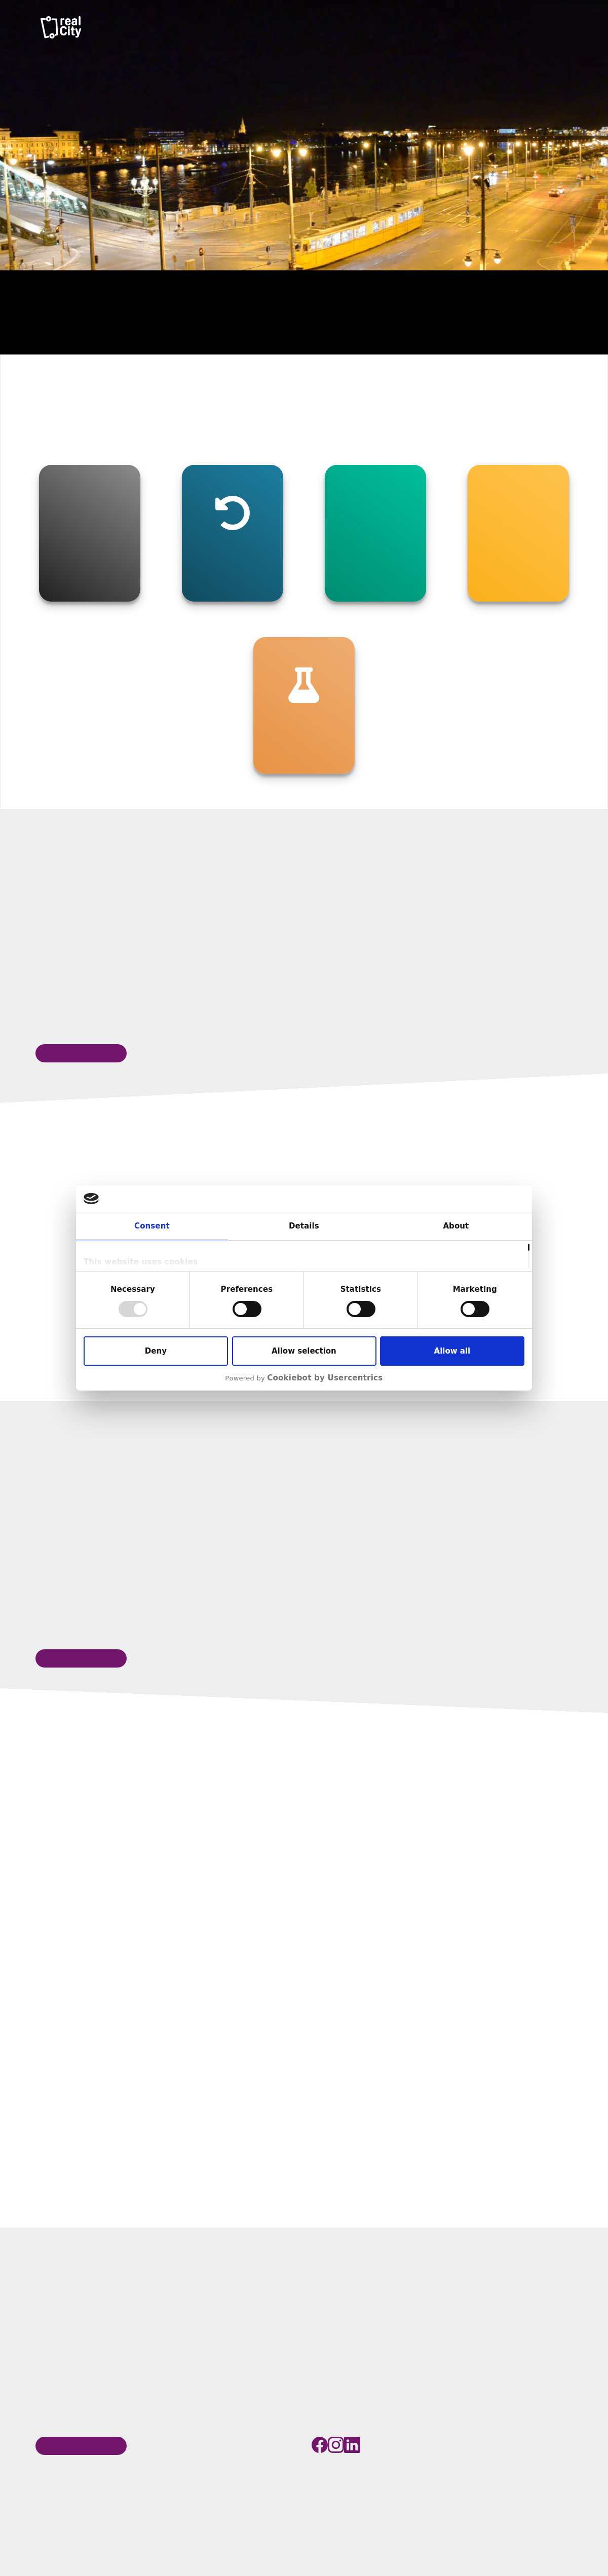 real
City
Consent
Details
About
This website uses cookies
Necessary
Preferences
Statistics
Marketing
Deny
Allow selection
Allow all
Powered by Cookiebot by Usercentrics